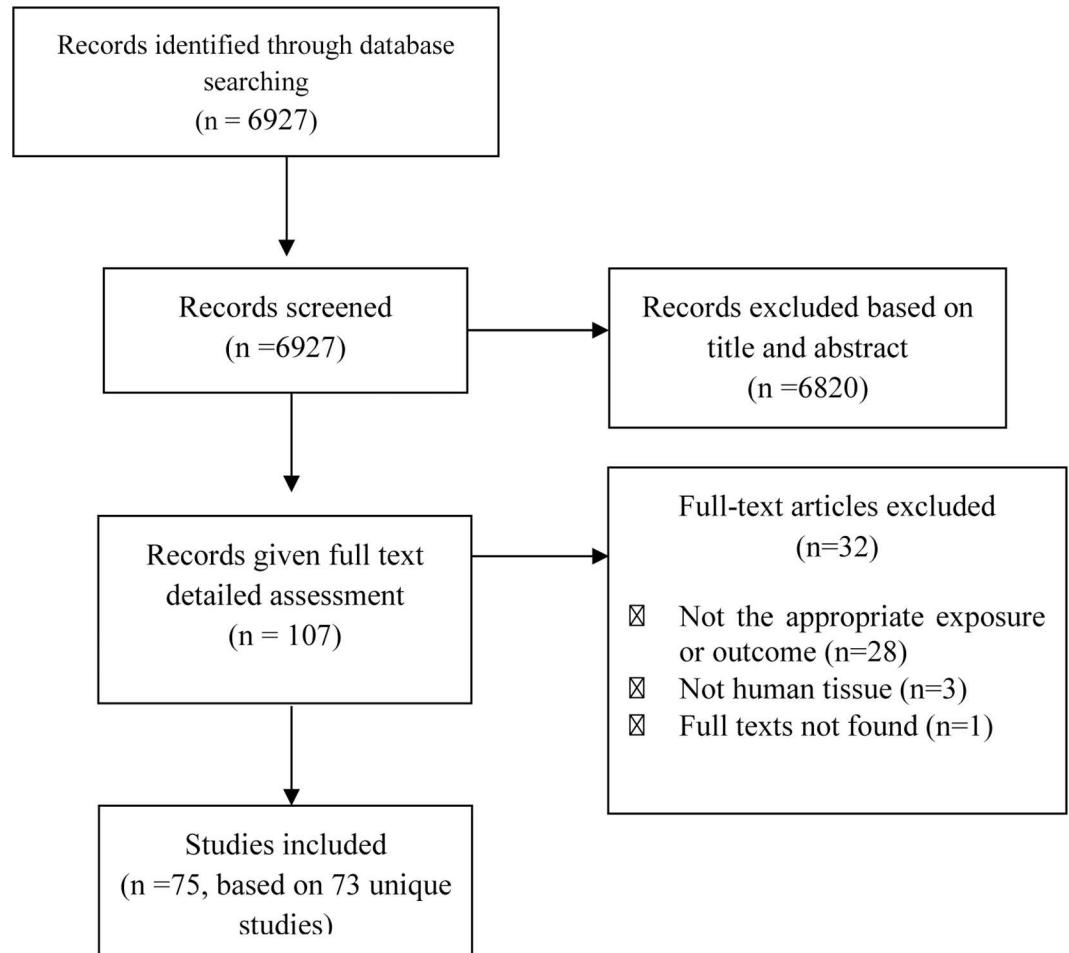 Records identified through database
searching
(n = 6927)
Records screened
(n =6927)
Records excluded based on
title and abstract
(n =6820)
Records given full text
detailed assessment
(n = 107)
Full-text articles excluded
(n=32)
Not the appropriate exposure
or outcome (n=28)
Not human tissue (n=3)
Full texts not found (n=1)
Studies included
(n =75, based on 73 unique
studies)